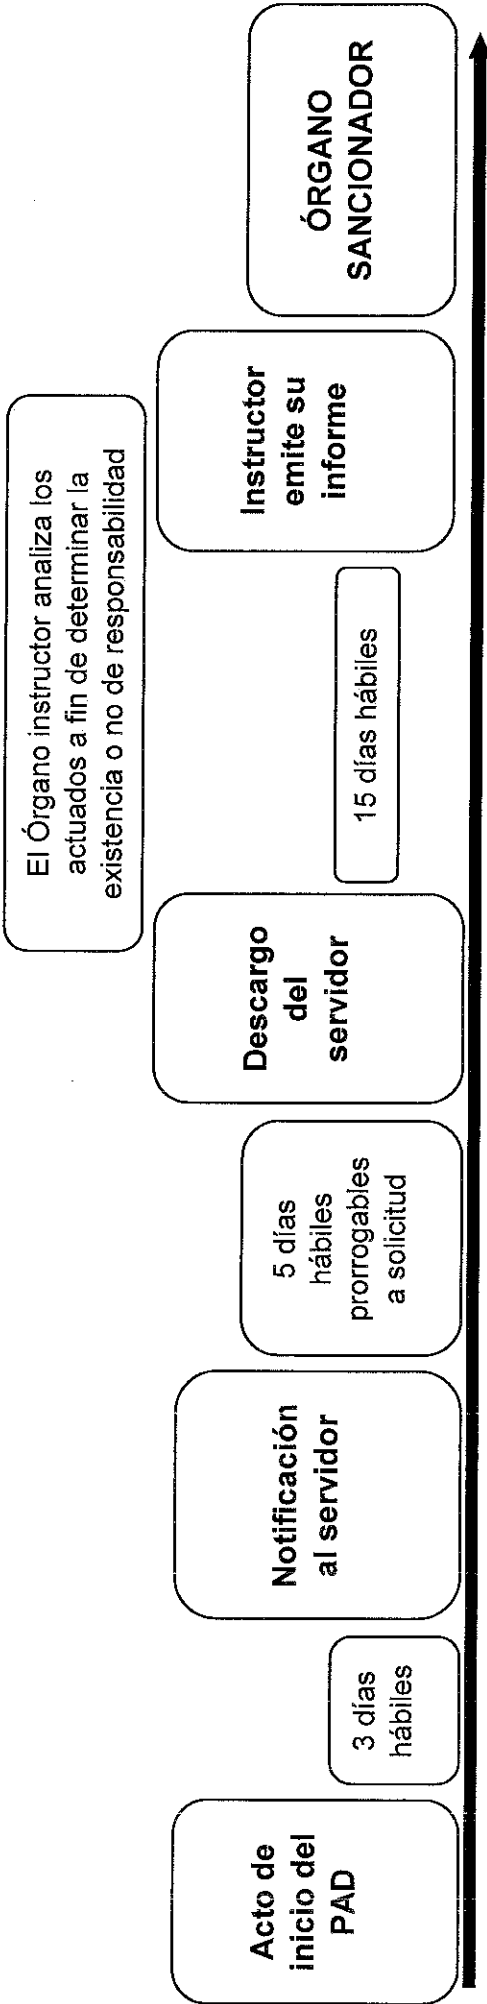 Acto de
inicio del
PAD
3 días
hábiles
Notificación
al servidor
5 días
hábiles
prorrogables
a solicitud
Descargo
del
servidor
El Órgano instructor analiza los
actuados a fin de determinar la
existencia o no de responsabilidad
15 días hábiles
Instructor
emite su
informe
ÓRGANO
SANCIONADOR